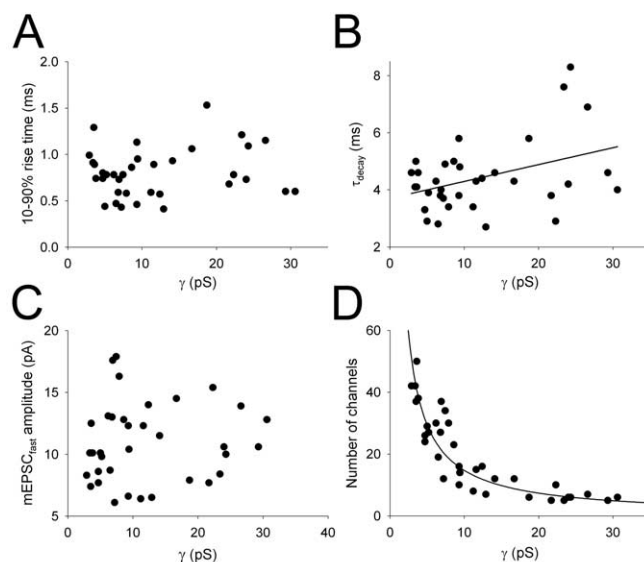 A
10-90% rise time (ms)
2.0
1.5
1.0
0.5
0.0
0 10 20 30 40
γ (pS)
B
τdecay (ms)
10
8
6
4
2
0 10 20 30
γ (pS)
C
mEPSCfast amplitude (pA)
20
15
10
5
0 10 20 30 40
γ (pS)
D
Number of channels
60
40
20
0
0 10 20 30
γ (pS)